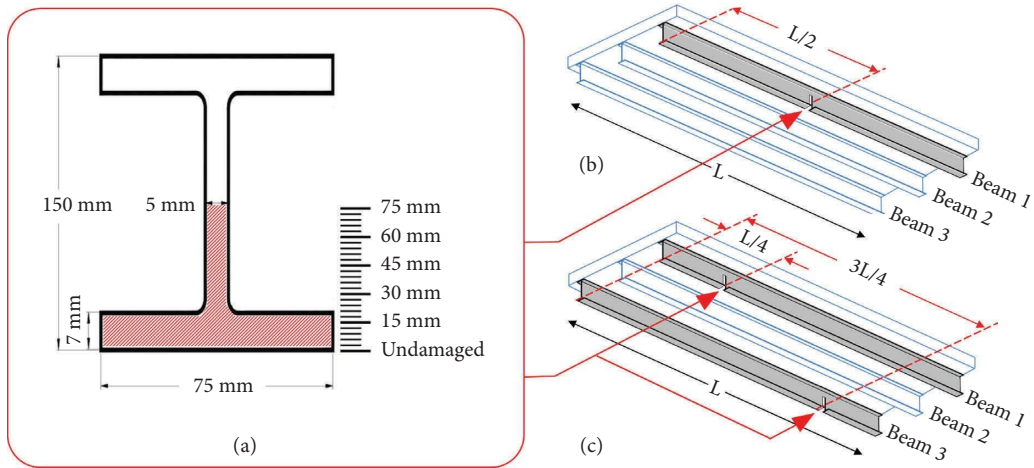 150 mm
5 mm
7 mm
75 mm
75 mm
60 mm
45 mm
30 mm
15 mm
Undamaged
(a)
L/2
L
(b)
Beam 1
Beam 2
Beam 3
L/4
3L/4
L
(c)
Beam 1
Beam 2
Beam 3